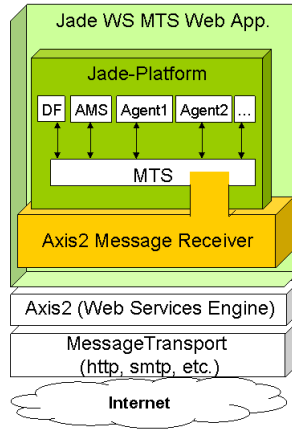 Jade WS MTS Web App.
Jade-Platform
DF AMS Agent1 Agent2 ...
MTS
Axis2 Message Receiver
Axis2 (Web Services Engine)
MessageTransport
(http, smtp, etc.)
Internet